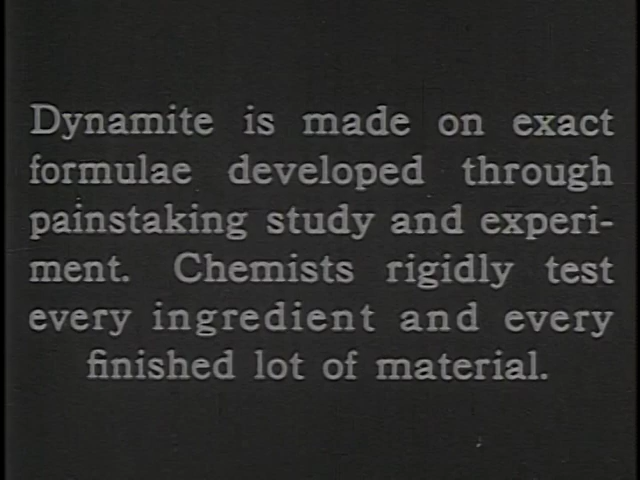 Dynamite is made on exact
formulae developed through
painstaking study and experi-
ment. Chemists rigidly test
every ingredient and every
finished lot of material.